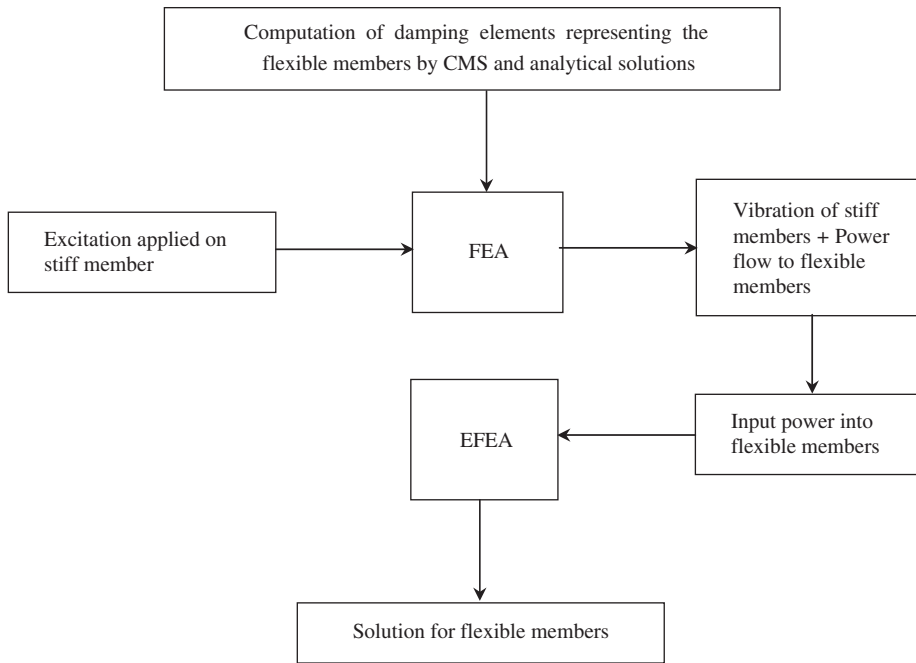 Computation of damping elements representing the
flexible members by CMS and analytical solutions
Excitation applied on
stiff member
FEA
Vibration of stiff
members + Power
flow to flexible
members
EFEA
Input power into
flexible members
Solution for flexible members